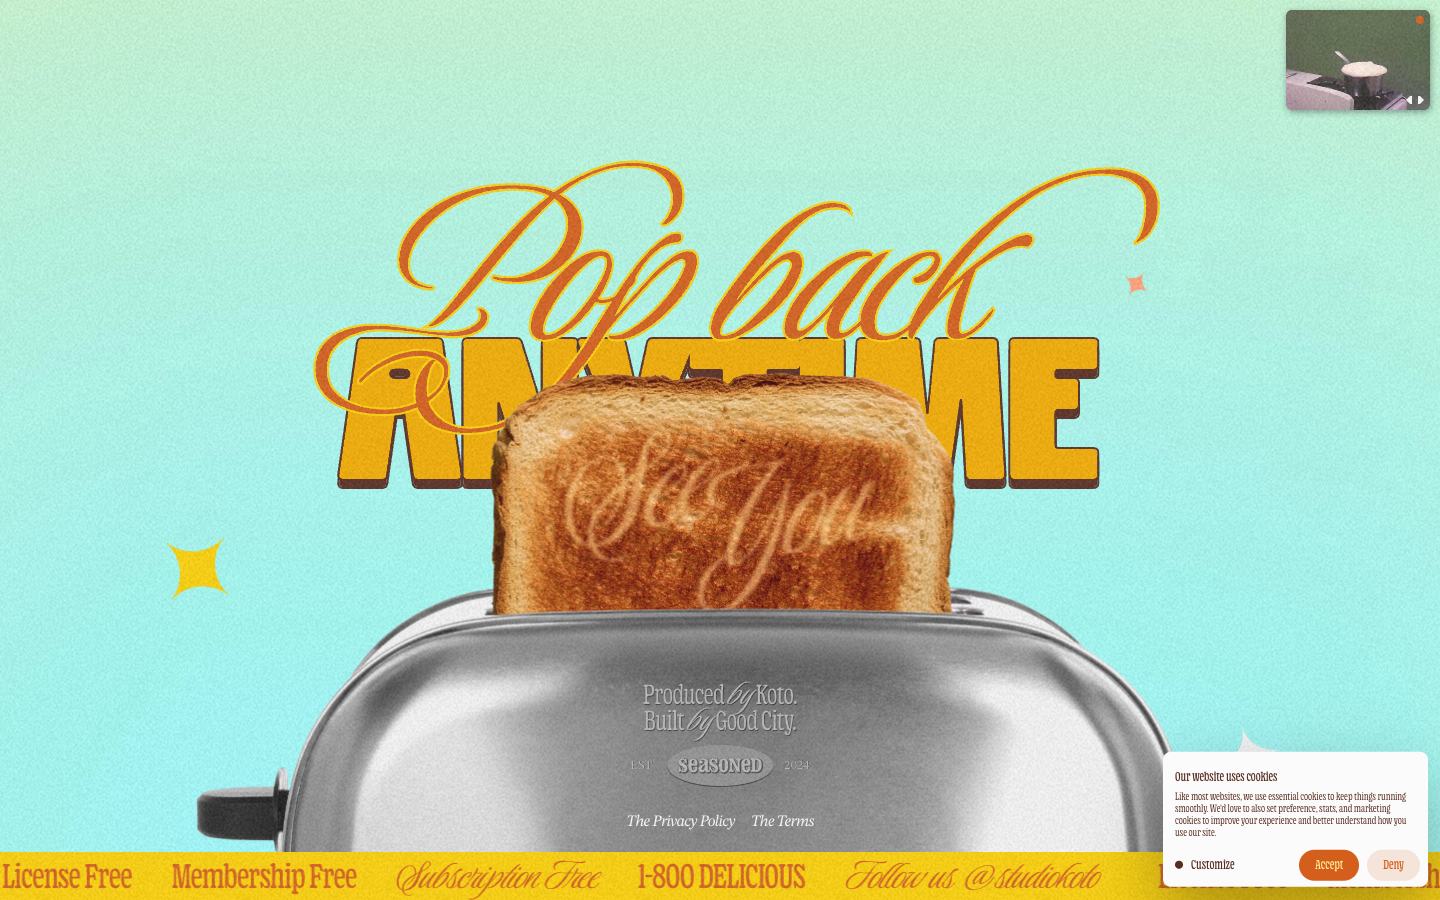 Pop back
ANYTIME
See You
Produced by Koto.
Built by Good City.
EST SEASONED 2024
The Privacy Policy The Terms
Our website uses cookies
Like most websites, we use essential cookies to keep things running
smoothly. We'd love to also set preference, stats, and marketing
cookies to improve your experience and better understand how you
use our site.
Customize Accept Deny
License Free Membership Free Subscription Free 1-800 DELICIOUS Follow us @studiokoto